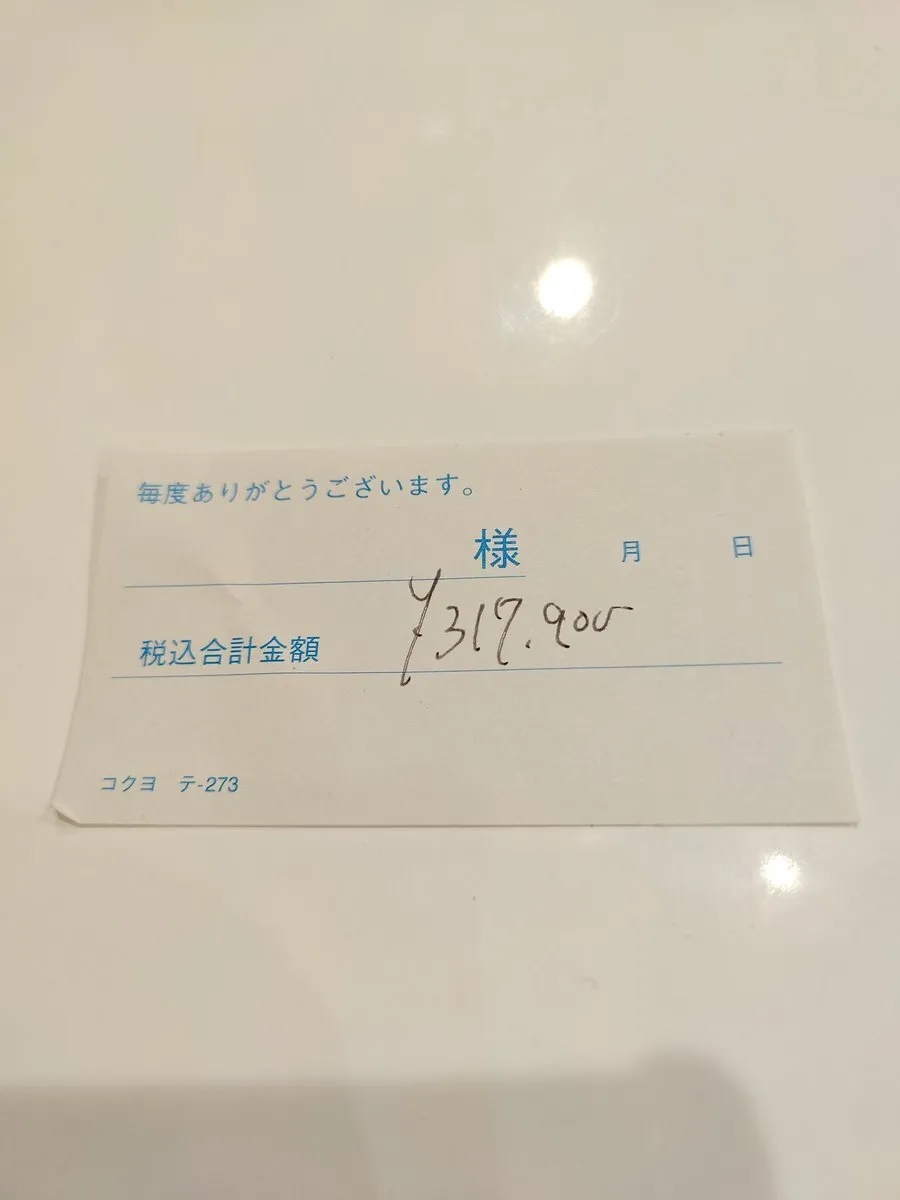 毎度ありがとうございます。
様 月 日
税込合計金額 ¥317.900
コクヨ テ-273